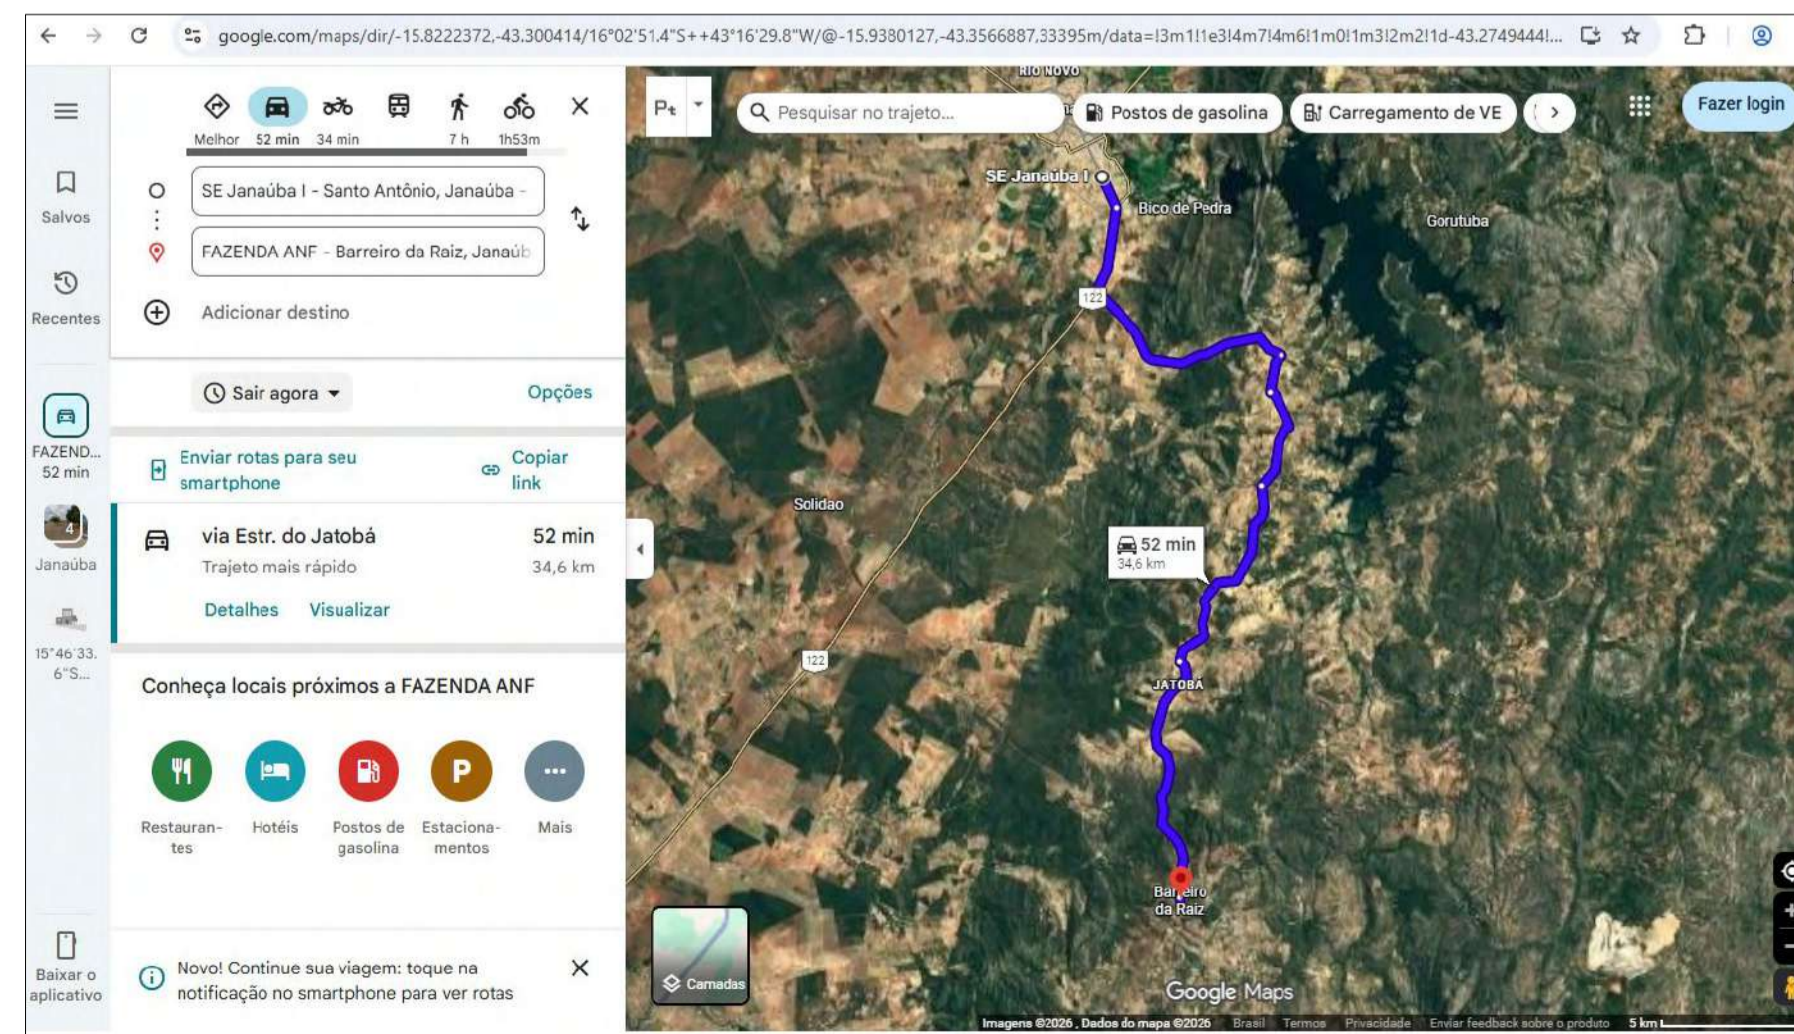 google.com/maps/dir/-15.8222372,-43.300414/16°02'51.4"S++43°16'29.8"W/@-15.9380127,-43.3566887,33395m/data=!3m1!1e3!4m7!4m6!1m0!1m3!2m2!1d-43.2749444!...
Melhor 52 min 34 min 7 h 1h53m
SE Janaúba I - Santo Antônio, Janaúba -
FAZENDA ANF - Barreiro da Raiz, Janaúb
Adicionar destino
Sair agora Opções
Enviar rotas para seu smartphone
Copiar link
via Estr. do Jatobá 52 min
Trajeto mais rápido 34,6 km
Detalhes Visualizar
Conheça locais próximos a FAZENDA ANF
Restauran-
tes
Hotéis
Postos de
gasolina
Estaciona-
mentos
Mais
Novo! Continue sua viagem: toque na
notificação no smartphone para ver rotas
Salvos
Recentes
FAZEND...
52 min
4
Janaúba
15°46'33.
6"S...
Baixar o
aplicativo
Pesquisar no trajeto...
Postos de gasolina
Carregamento de VE
Fazer login
RIO NOVO
SE Janaúba I
Bico de Pedra
Gorutuba
122
Solidao
52 min
34,6 km
122
JATOBÁ
Barreiro
da Raiz
Camadas
Google Maps
Imagens ©2026 , Dados do mapa ©2026 Brasil Termos Privacidade Enviar feedback sobre o produto 5 km